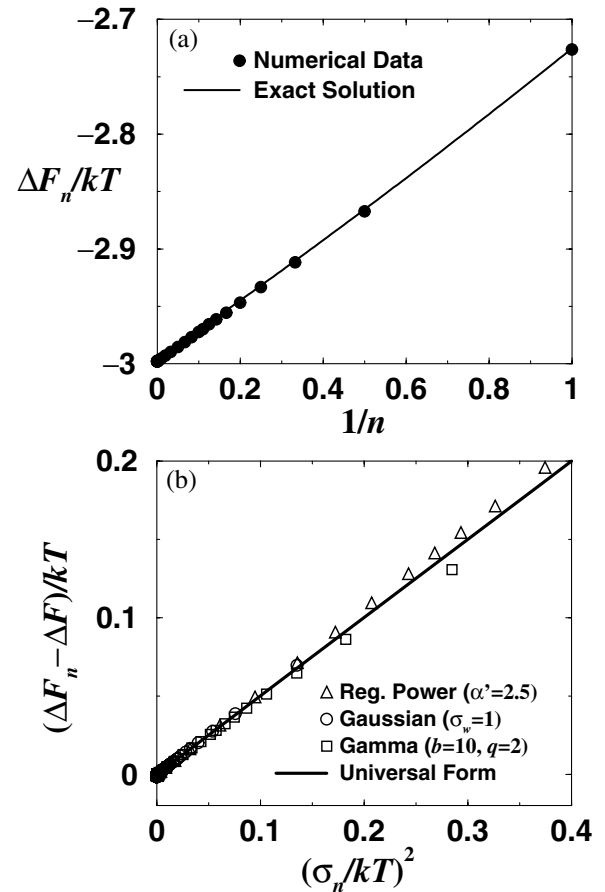 (a)
−2.7
−2.8
−2.9
−3
ΔFₙ/kT
Numerical Data
Exact Solution
0 0.2 0.4 0.6 0.8 1
1/n
(b)
0.2
0.1
0
(ΔFₙ−ΔF)/kT
Reg. Power (α'=2.5)
Gaussian (σ_w=1)
Gamma (b=10, q=2)
Universal Form
0 0.1 0.2 0.3 0.4
(σₙ/kT)²